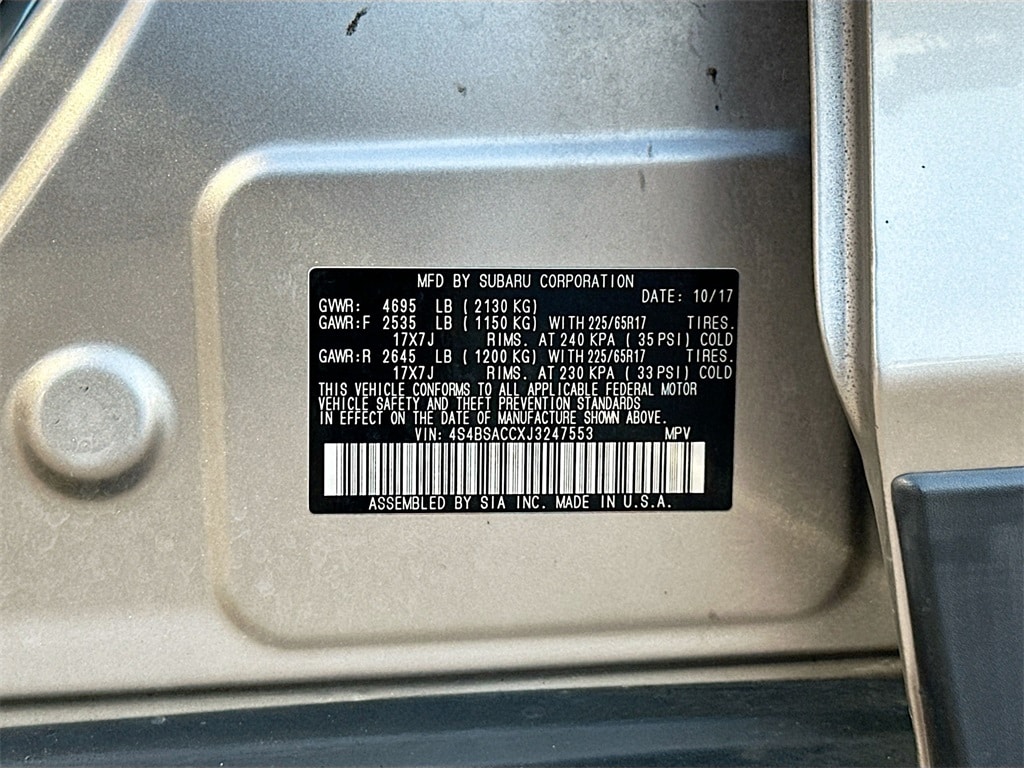 MFD BY SUBARU CORPORATION
DATE: 10/17
GVWR: 4695 LB (2130 KG)
GAWR:F 2535 LB (1150 KG) WITH 225/65R17 TIRES.
17X7J RIMS. AT 240 KPA (35 PSI) COLD
GAWR:R 2645 LB (1200 KG) WITH 225/65R17 TIRES.
17X7J RIMS. AT 230 KPA (33 PSI) COLD
THIS VEHICLE CONFORMS TO ALL APPLICABLE FEDERAL MOTOR
VEHICLE SAFETY AND THEFT PREVENTION STANDARDS
IN EFFECT ON THE DATE OF MANUFACTURE SHOWN ABOVE.
VIN: 4S4BSACCXJ3247553 MPV
ASSEMBLED BY SIA INC. MADE IN U.S.A.